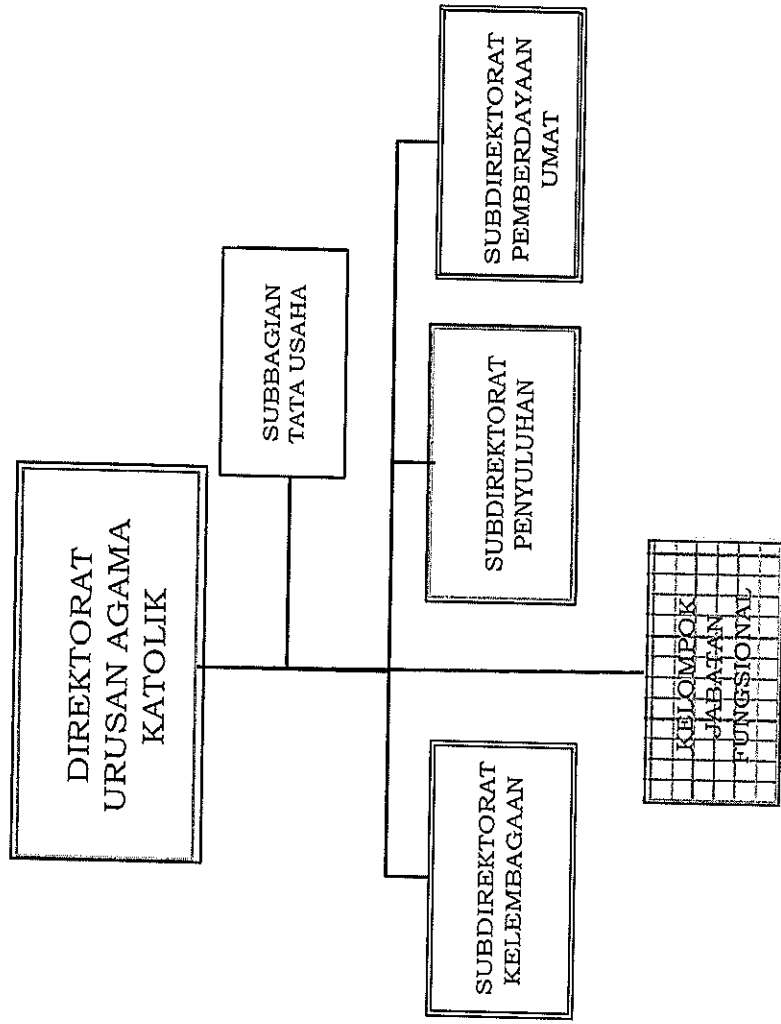 DIREKTORAT
URUSAN AGAMA
KATOLIK
SUBBAGIAN
TATA USAHA
SUBDIREKTORAT
KELEMBAGAAN
SUBDIREKTORAT
PENYULUHAN
SUBDIREKTORAT
PEMBERDAYAAN
UMAT
KELOMPOK
JABATAN
FUNGSIONAL